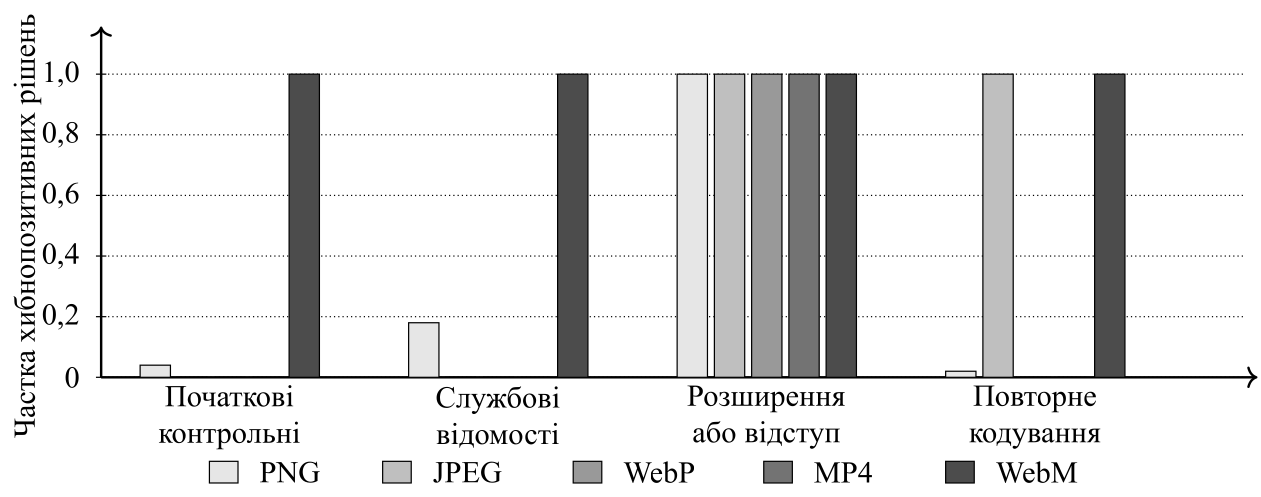 Частка хибнопозитивних рішень
1,0
0,8
0,6
0,4
0,2
0
Початкові
контрольні
Службові
відомості
Розширення
або відступ
Повторне
кодування
PNG JPEG WebP MP4 WebM